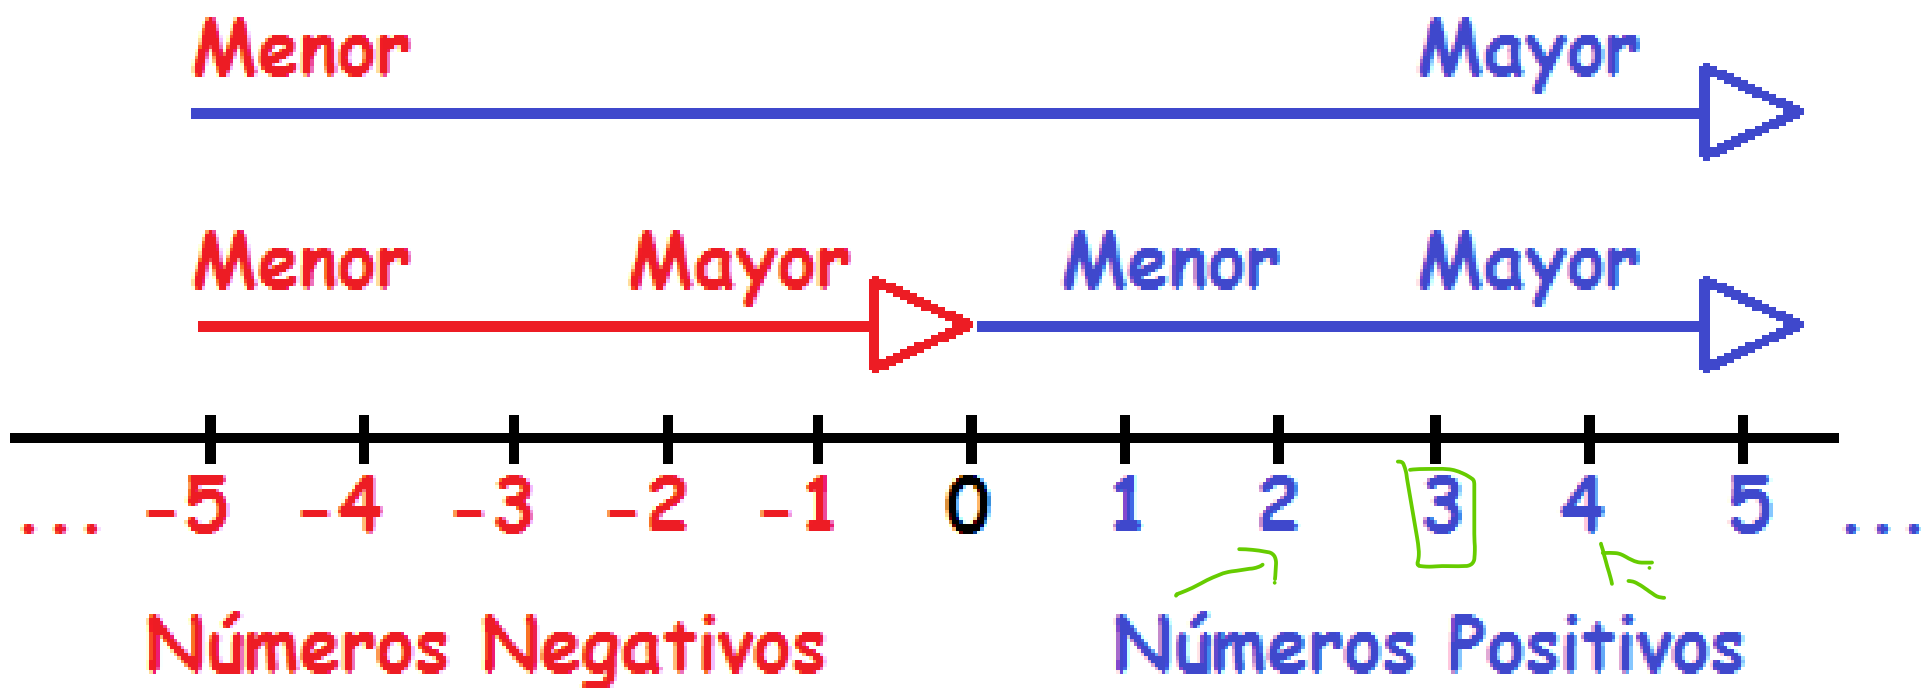 Menor Mayor
Menor Mayor Menor Mayor
... -5 -4 -3 -2 -1 0 1 2 3 4 5 ...
Números Negativos Números Positivos